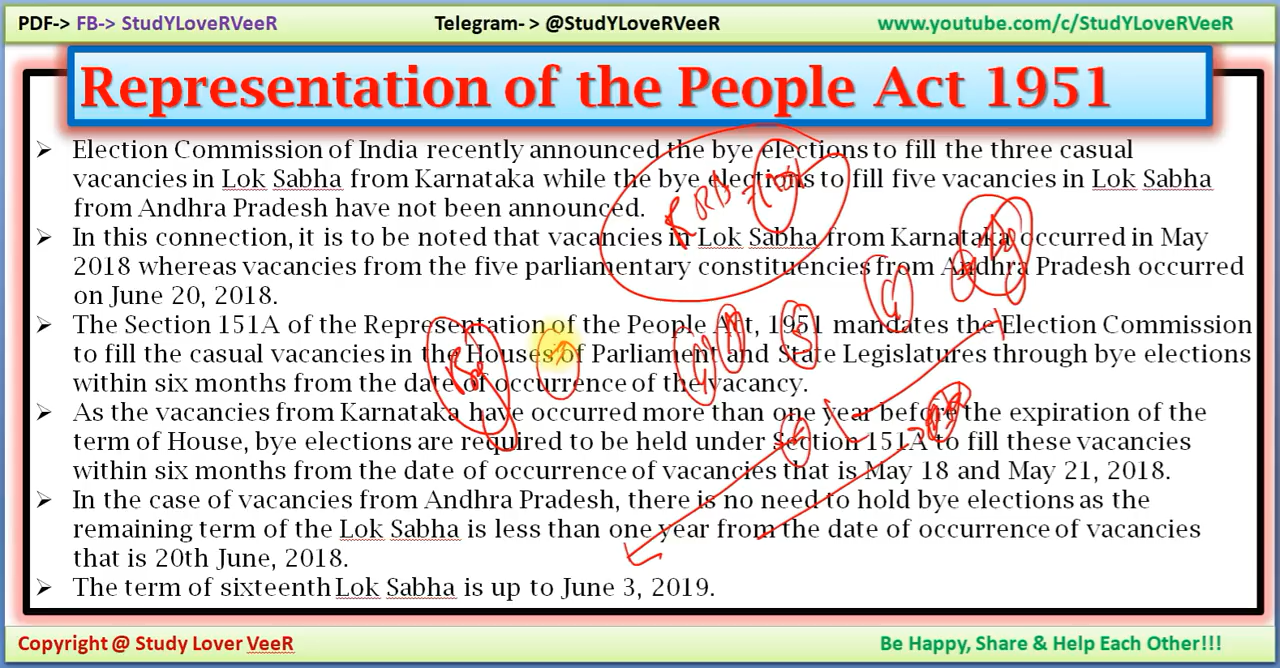 PDF-> FB-> StudYLoveRVeeR Telegram- > @StudYLoveRVeeR www.youtube.com/c/StudYLoveRVeeR
Representation of the People Act 1951
➢ Election Commission of India recently announced the bye elections to fill the three casual
vacancies in Lok Sabha from Karnataka while the bye elections to fill five vacancies in Lok Sabha
from Andhra Pradesh have not been announced.
➢ In this connection, it is to be noted that vacancies in Lok Sabha from Karnataka occurred in May
2018 whereas vacancies from the five parliamentary constituencies from Andhra Pradesh occurred
on June 20, 2018.
➢ The Section 151A of the Representation of the People Act, 1951 mandates the Election Commission
to fill the casual vacancies in the Houses of Parliament and State Legislatures through bye elections
within six months from the date of occurrence of the vacancy.
➢ As the vacancies from Karnataka have occurred more than one year before the expiration of the
term of House, bye elections are required to be held under Section 151A to fill these vacancies
within six months from the date of occurrence of vacancies that is May 18 and May 21, 2018.
➢ In the case of vacancies from Andhra Pradesh, there is no need to hold bye elections as the
remaining term of the Lok Sabha is less than one year from the date of occurrence of vacancies
that is 20th June, 2018.
➢ The term of sixteenth Lok Sabha is up to June 3, 2019.
Copyright @ Study Lover VeeR Be Happy, Share & Help Each Other!!!